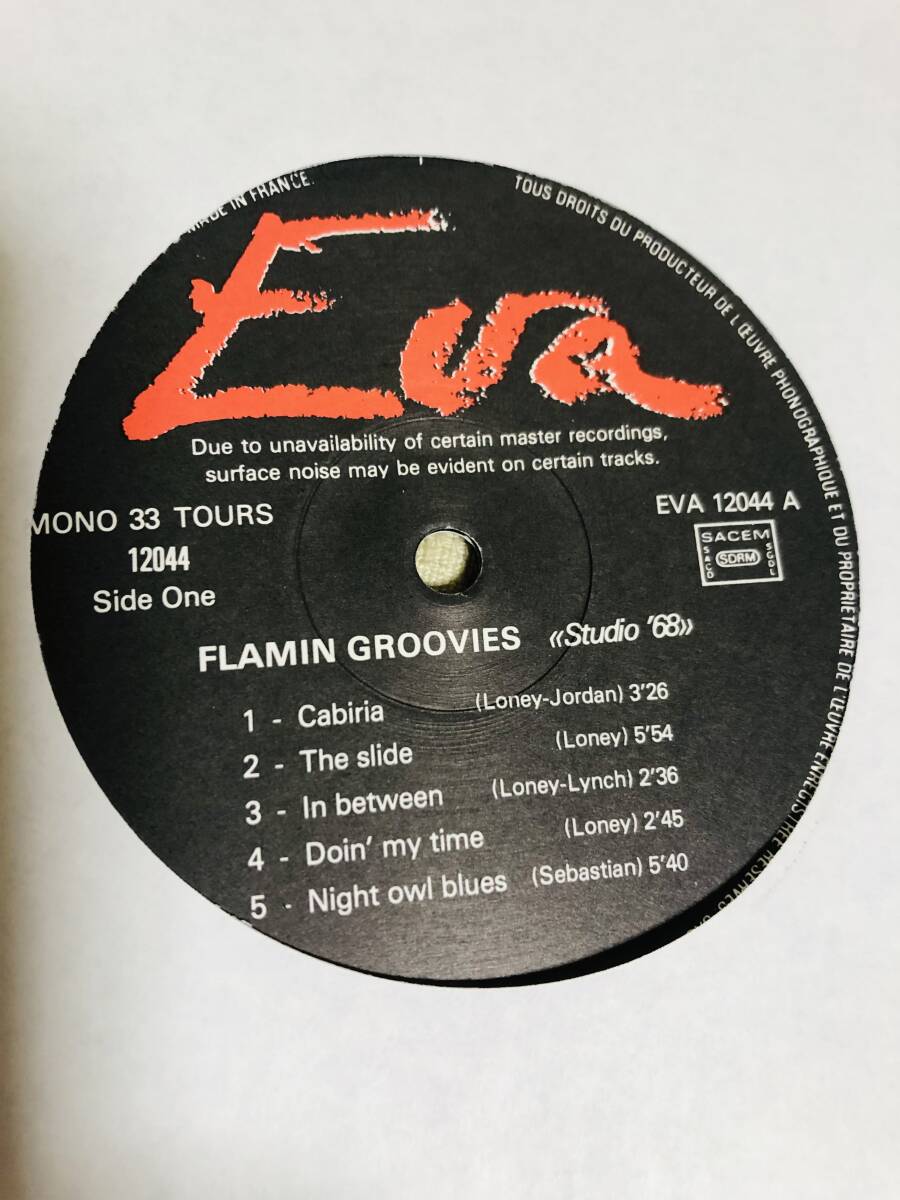 MADE IN FRANCE.
TOUS DROITS DU PRODUCTEUR DE L'ŒUVRE PHONOGRAPHIQUE ET DU PROPRIETAIRE DE L'ŒUVRE ENREGISTREE RESERVES
Eva
Due to unavailability of certain master recordings,
surface noise may be evident on certain tracks.
MONO 33 TOURS
12044
Side One
EVA 12044 A
SACEM
SACD
SDRM
SCDL
FLAMIN GROOVIES «Studio '68»
1 - Cabiria (Loney-Jordan) 3'26
2 - The slide (Loney) 5'54
3 - In between (Loney-Lynch) 2'36
4 - Doin' my time (Loney) 2'45
5 - Night owl blues (Sebastian) 5'40